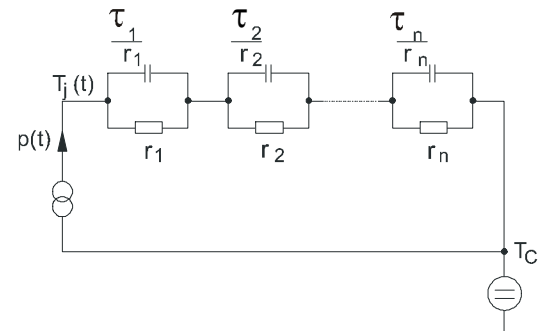 τ1 τ2 τn
r1 r2 rn
Tj (t)
p(t)
r1 r2 rn
TC